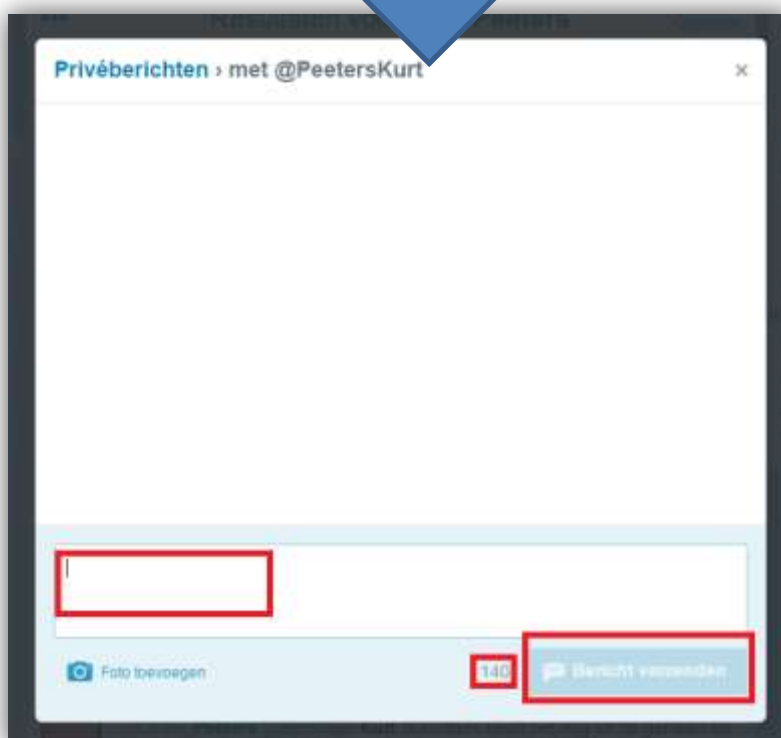 Privéberichten › met @PeetersKurt ×
Foto toevoegen 140 Bericht verzenden